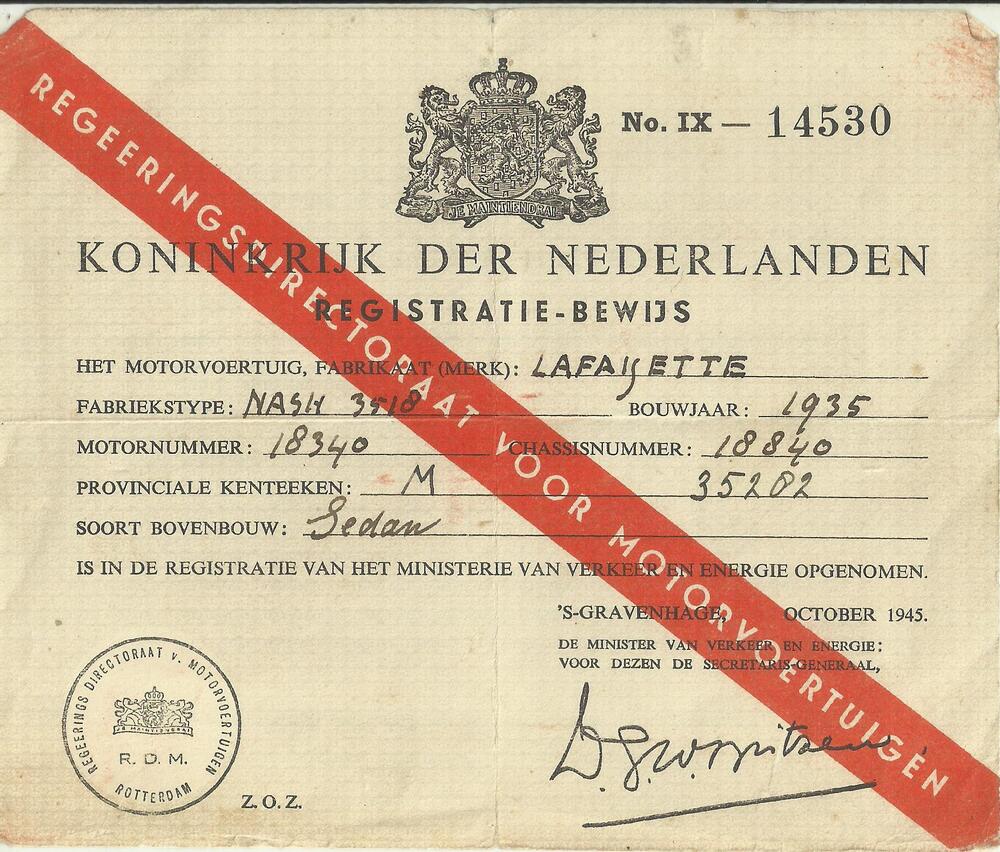 No. IX — 14530
JE MAINTIENDRAI
REGEERINGSDIRECTORAAT VOOR MOTORVOERTUIGEN
KONINKRIJK DER NEDERLANDEN
REGISTRATIE-BEWIJS
HET MOTORVOERTUIG, FABRIKAAT (MERK): LAFAYETTE
FABRIEKSTYPE: NASH 3518 BOUWJAAR: 1935
MOTORNUMMER: 18340 CHASSISNUMMER: 18840
PROVINCIALE KENTEEKEN: M 35202
SOORT BOVENBOUW: Sedan
IS IN DE REGISTRATIE VAN HET MINISTERIE VAN VERKEER EN ENERGIE OPGENOMEN.
'S-GRAVENHAGE, OCTOBER 1945.
DE MINISTER VAN VERKEER EN ENERGIE:
VOOR DEZEN DE SECRETARIS-GENERAAL,
REGEERINGS DIRECTORAAT v. MOTORVOERTUIGEN
JE MAINTIENDRAI
R. D. M.
ROTTERDAM
Z.O.Z.